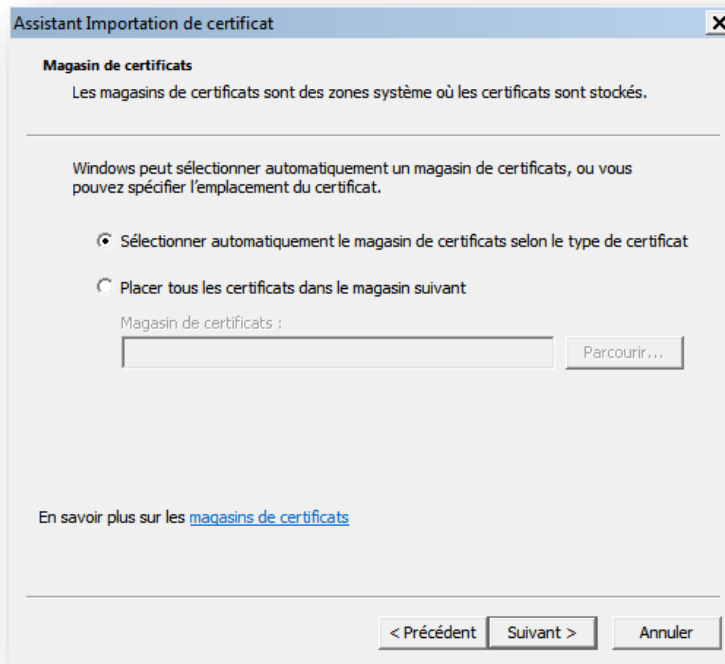 Assistant Importation de certificat
Magasin de certificats
Les magasins de certificats sont des zones système où les certificats sont stockés.
Windows peut sélectionner automatiquement un magasin de certificats, ou vous
pouvez spécifier l'emplacement du certificat.
Sélectionner automatiquement le magasin de certificats selon le type de certificat
Placer tous les certificats dans le magasin suivant
Magasin de certificats :
Parcourir...
En savoir plus sur les magasins de certificats
< Précédent Suivant > Annuler